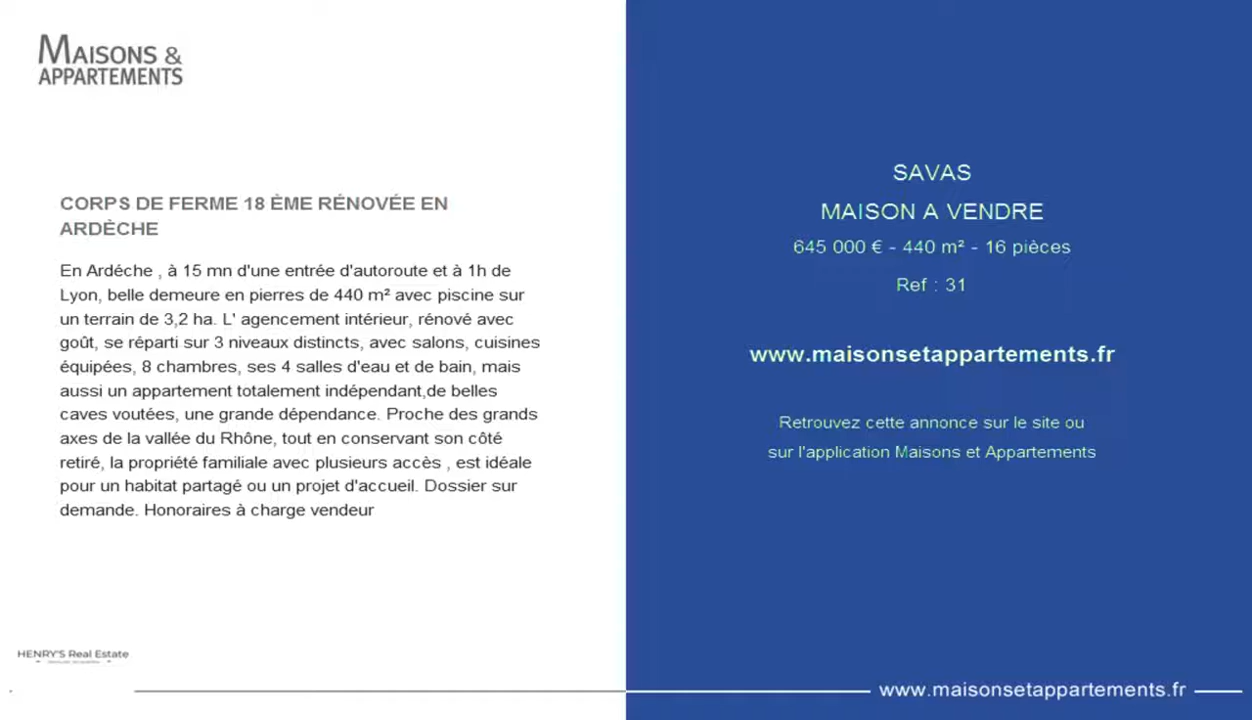 MAISONS &
APPARTEMENTS
CORPS DE FERME 18 ÈME RÉNOVÉE EN
ARDÈCHE
En Ardéche , à 15 mn d'une entrée d'autoroute et à 1h de
Lyon, belle demeure en pierres de 440 m² avec piscine sur
un terrain de 3,2 ha. L' agencement intérieur, rénové avec
goût, se réparti sur 3 niveaux distincts, avec salons, cuisines
équipées, 8 chambres, ses 4 salles d'eau et de bain, mais
aussi un appartement totalement indépendant,de belles
caves voutées, une grande dépendance. Proche des grands
axes de la vallée du Rhône, tout en conservant son côté
retiré, la propriété familiale avec plusieurs accès , est idéale
pour un habitat partagé ou un projet d'accueil. Dossier sur
demande. Honoraires à charge vendeur
HENRY'S Real Estate
SAVAS
MAISON A VENDRE
645 000 € - 440 m² - 16 pièces
Ref : 31
www.maisonsetappartements.fr
Retrouvez cette annonce sur le site ou
sur l'application Maisons et Appartements
www.maisonsetappartements.fr